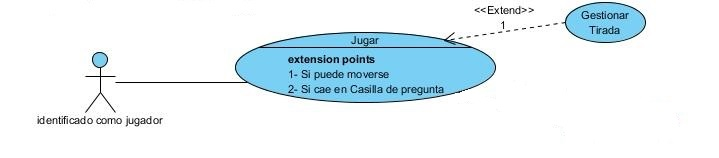 <<Extend>>
1
Gestionar
Tirada
Jugar
extension points
1- Si puede moverse
2- Si cae en Casilla de pregunta
identificado como jugador